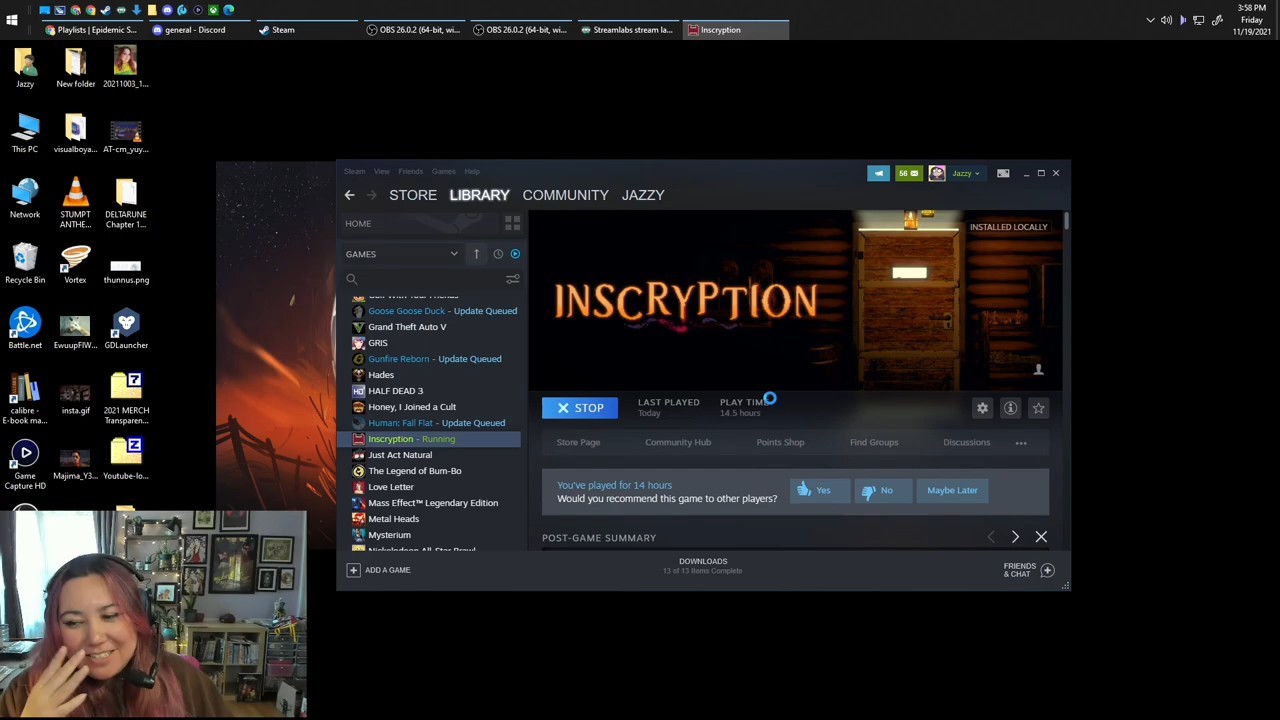 3:58 PM
Friday
11/19/2021
Playlists | Epidemic S...
general - Discord
Steam
OBS 26.0.2 (64-bit, wi...
OBS 26.0.2 (64-bit, wi...
Streamlabs stream la...
Inscryption
Jazzy
New folder
20211003_1...
This PC
visualboya...
AT-cm_yuy...
Network
STUMPT
ANTHE...
DELTARUNE
Chapter 1...
Recycle Bin
Vortex
thunnus.png
Battle.net
EwuupFIW...
GDLauncher
calibre -
E-book ma...
insta.gif
2021 MERCH
Transparen...
Game
Capture HD
Majima_Y3...
Youtube-lo...
Steam
View
Friends
Games
Help
56
Jazzy
STORE
LIBRARY
COMMUNITY
JAZZY
HOME
GAMES
Goose Goose Duck - Update Queued
Grand Theft Auto V
GRIS
Gunfire Reborn - Update Queued
Hades
HALF DEAD 3
Honey, I Joined a Cult
Human: Fall Flat - Update Queued
Inscryption - Running
Just Act Natural
The Legend of Bum-Bo
Love Letter
Mass Effect™ Legendary Edition
Metal Heads
Mysterium
ADD A GAME
INSCRYPTION
INSTALLED LOCALLY
STOP
LAST PLAYED
Today
PLAY TIME
14.5 hours
Store Page
Community Hub
Points Shop
Find Groups
Discussions
You've played for 14 hours
Would you recommend this game to other players?
Yes
No
Maybe Later
POST-GAME SUMMARY
DOWNLOADS
13 of 13 Items Complete
FRIENDS
& CHAT